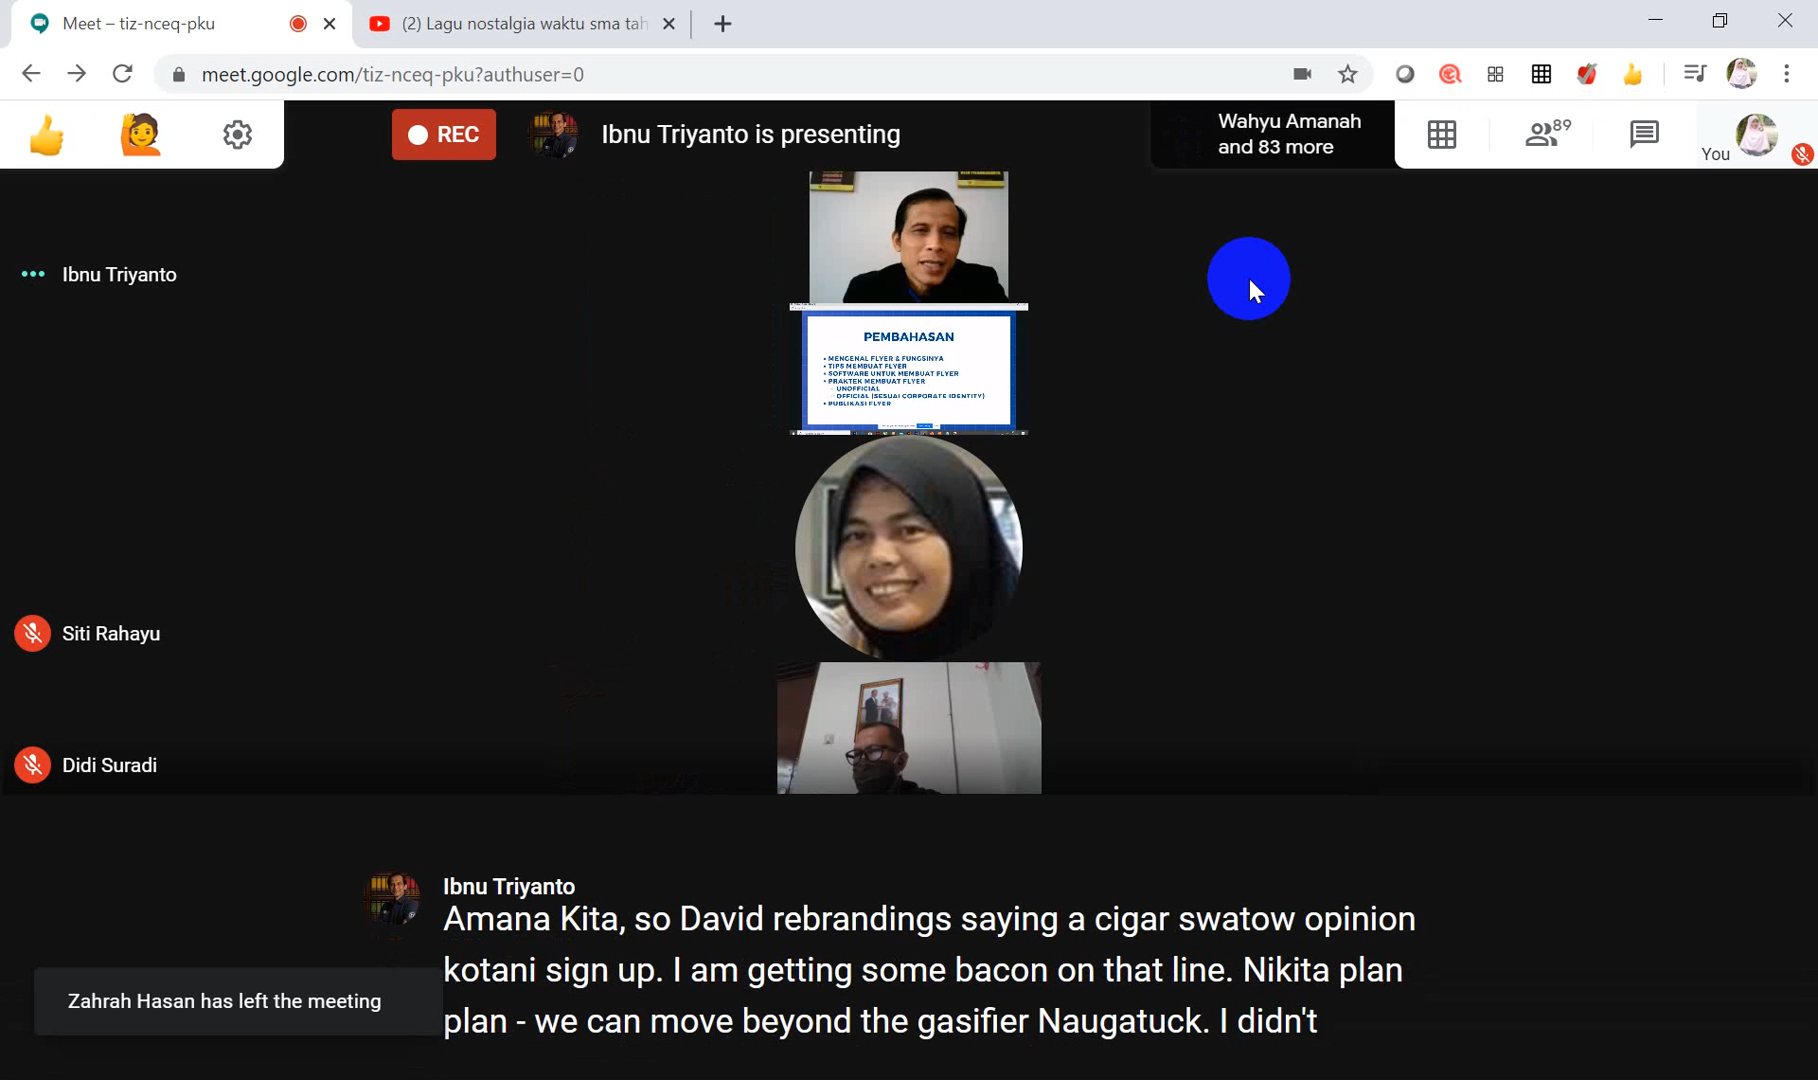 Meet – tiz-nceq-pku
(2) Lagu nostalgia waktu sma tah
meet.google.com/tiz-nceq-pku?authuser=0
REC
Ibnu Triyanto is presenting
Wahyu Amanah
and 83 more
89
You
Ibnu Triyanto
PEMBAHASAN
• MENGENAL FLYER & FUNGSINYA
• TIPS MEMBUAT FLYER
• SOFTWARE UNTUK MEMBUAT FLYER
• PRAKTEK MEMBUAT FLYER
UNOFFICIAL
OFFICIAL (SESUAI CORPORATE IDENTITY)
• PUBLIKASI FLYER
Siti Rahayu
Didi Suradi
Ibnu Triyanto
Amana Kita, so David rebrandings saying a cigar swatow opinion
kotani sign up. I am getting some bacon on that line. Nikita plan
plan - we can move beyond the gasifier Naugatuck. I didn't
Zahrah Hasan has left the meeting